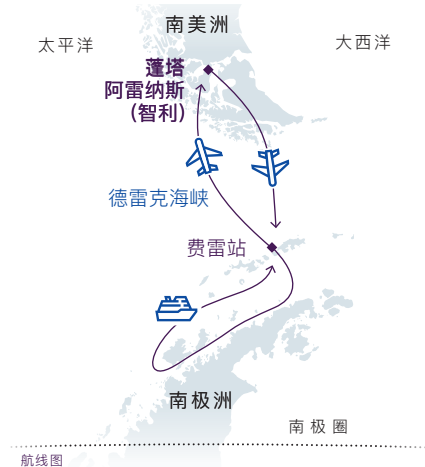 南美洲
太平洋
大西洋
蓬塔
阿雷纳斯
（智利）
德雷克海峡
费雷站
南极洲
南极圈
航线图